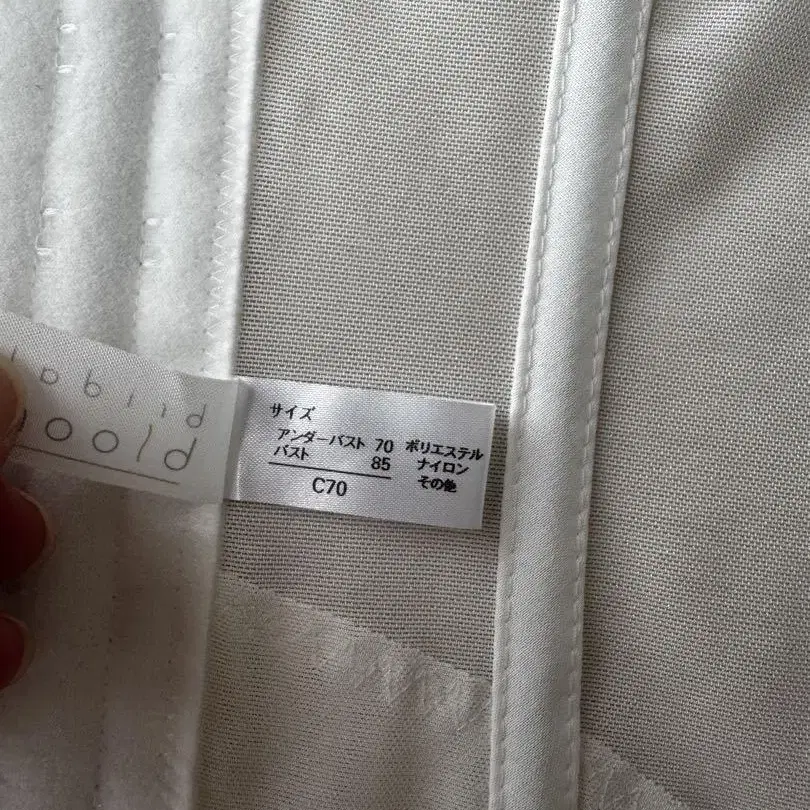 サイズ
アンダーバスト 70
バスト 85
C70
ポリエステル
ナイロン
その他